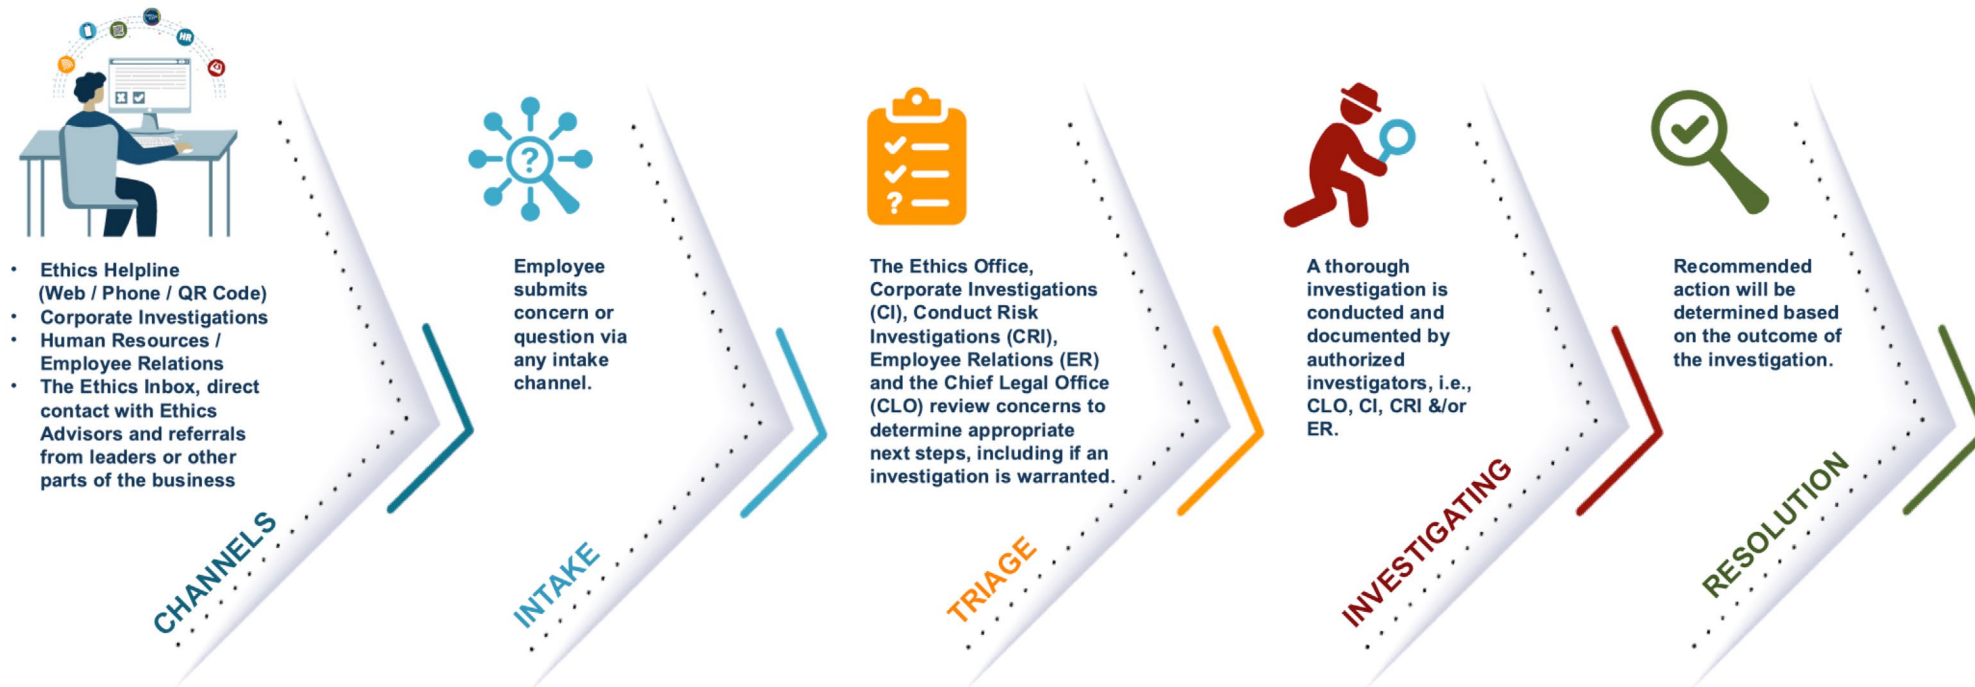 HR
• Ethics Helpline
(Web / Phone / QR Code)
• Corporate Investigations
• Human Resources /
Employee Relations
• The Ethics Inbox, direct
contact with Ethics
Advisors and referrals
from leaders or other
parts of the business
CHANNELS
?
Employee
submits
concern or
question via
any intake
channel.
INTAKE
?
The Ethics Office,
Corporate Investigations
(CI), Conduct Risk
Investigations (CRI),
Employee Relations (ER)
and the Chief Legal Office
(CLO) review concerns to
determine appropriate
next steps, including if an
investigation is warranted.
TRIAGE
A thorough
investigation is
conducted and
documented by
authorized
investigators, i.e.,
CLO, CI, CRI &/or
ER.
INVESTIGATING
Recommended
action will be
determined based
on the outcome of
the investigation.
RESOLUTION